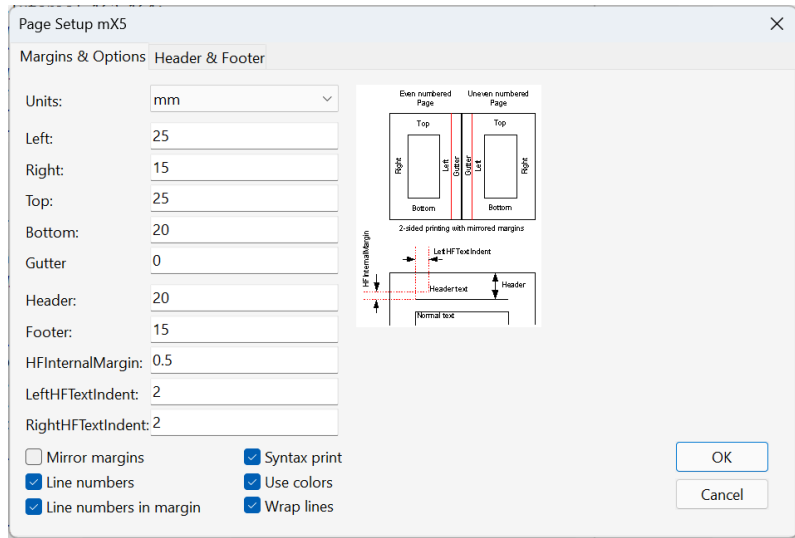 Page Setup mX5
Margins & Options Header & Footer
Units: mm
Left: 25
Right: 15
Top: 25
Bottom: 20
Gutter 0
Header: 20
Footer: 15
HFInternalMargin: 0.5
LeftHFTextIndent: 2
RightHFTextIndent: 2
Mirror margins
Line numbers
Line numbers in margin
Syntax print
Use colors
Wrap lines
Even numbered Page
Uneven numbered Page
Top Top
Right Left Gutter Gutter Left Right
Bottom Bottom
2-sided printing with mirrored margins
HFInternalMargin
LeftHFTextIndent
Header text
Header
Normal text
OK
Cancel